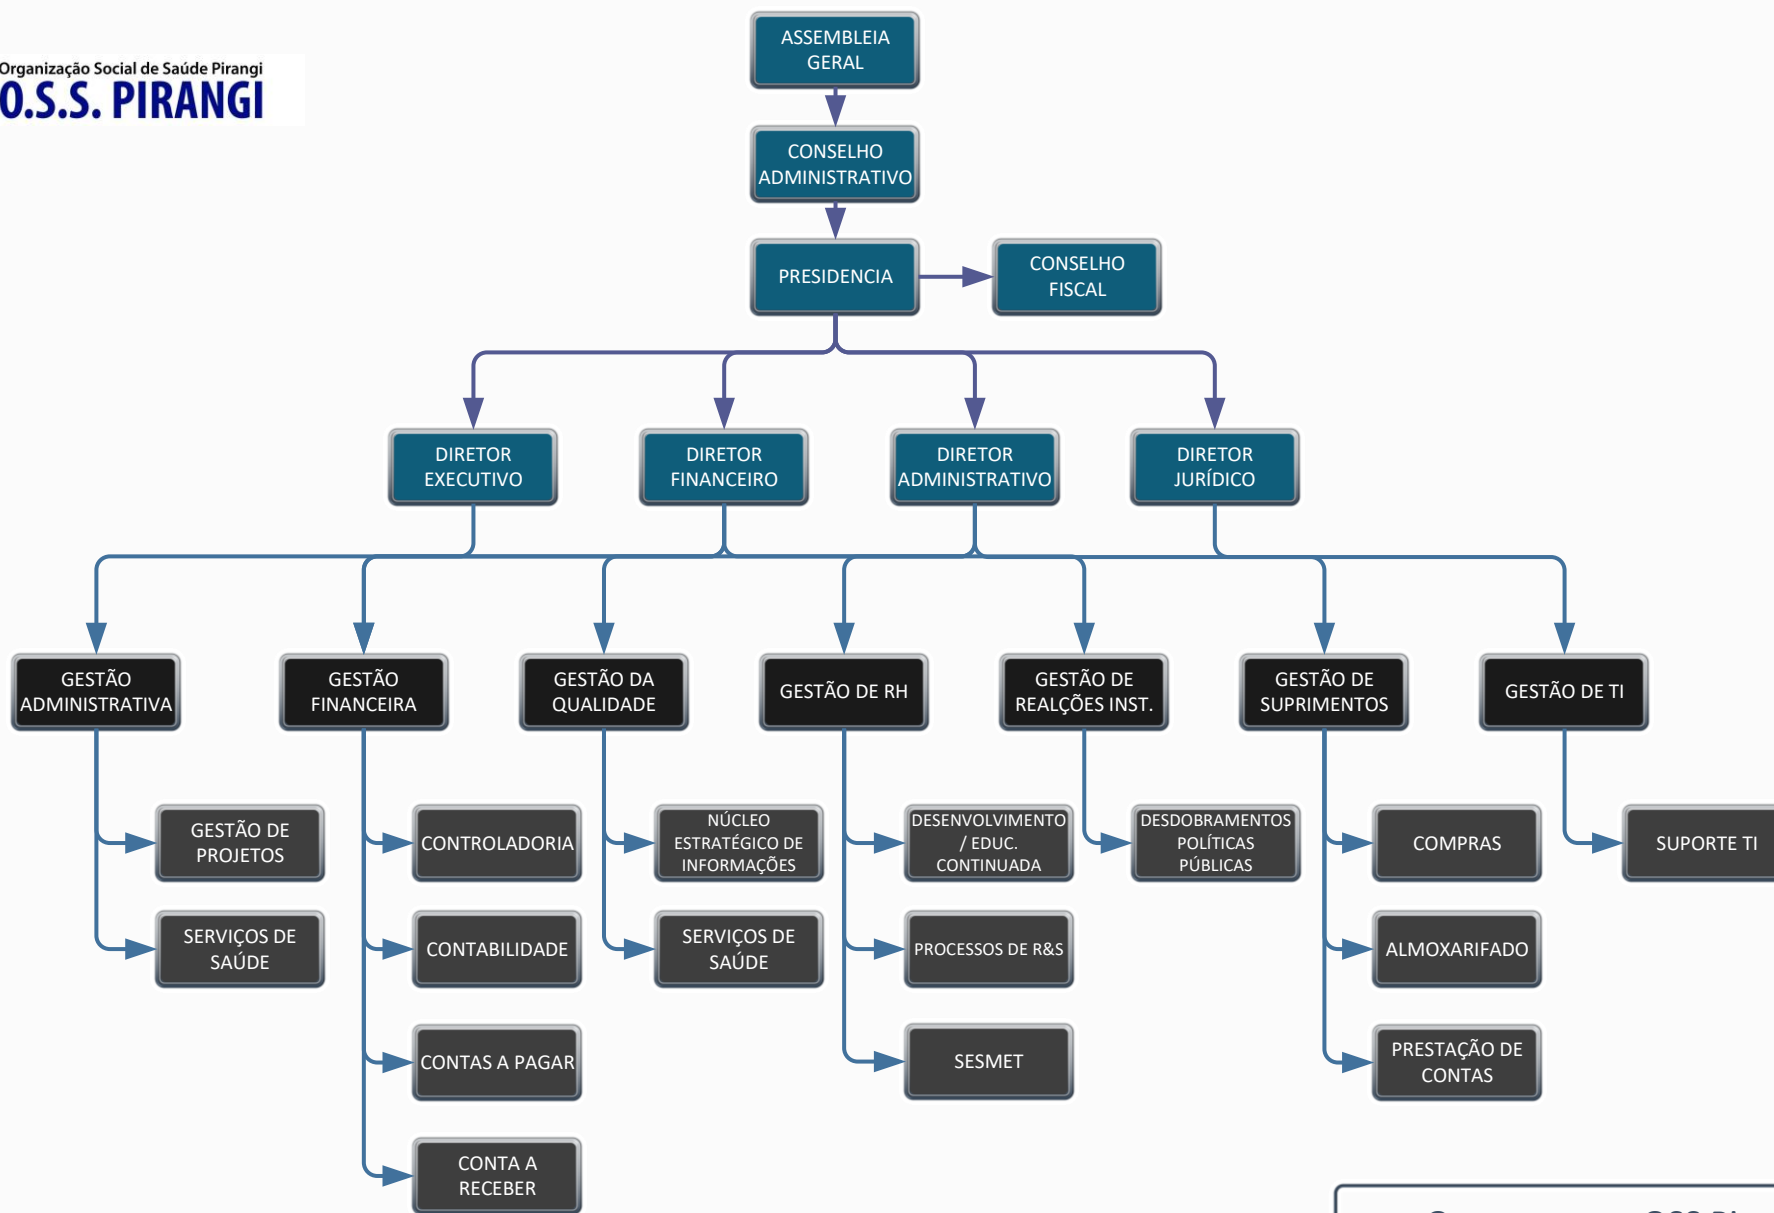 Organização Social de Saúde Pirangi
O.S.S. PIRANGI
ASSEMBLEIA
GERAL
CONSELHO
ADMINISTRATIVO
PRESIDENCIA
CONSELHO
FISCAL
DIRETOR
EXECUTIVO
DIRETOR
FINANCEIRO
DIRETOR
ADMINISTRATIVO
DIRETOR
JURÍDICO
GESTÃO
ADMINISTRATIVA
GESTÃO
FINANCEIRA
GESTÃO DA
QUALIDADE
GESTÃO DE RH
GESTÃO DE
REALÇÕES INST.
GESTÃO DE
SUPRIMENTOS
GESTÃO DE TI
GESTÃO DE
PROJETOS
CONTROLADORIA
NÚCLEO
ESTRATÉGICO DE
INFORMAÇÕES
DESENVOLVIMENTO
/ EDUC.
CONTINUADA
DESDOBRAMENTOS
POLÍTICAS
PÚBLICAS
COMPRAS
SUPORTE TI
SERVIÇOS DE
SAÚDE
CONTABILIDADE
SERVIÇOS DE
SAÚDE
PROCESSOS DE R&S
ALMOXARIFADO
CONTAS A PAGAR
SESMET
PRESTAÇÃO DE
CONTAS
CONTA A
RECEBER